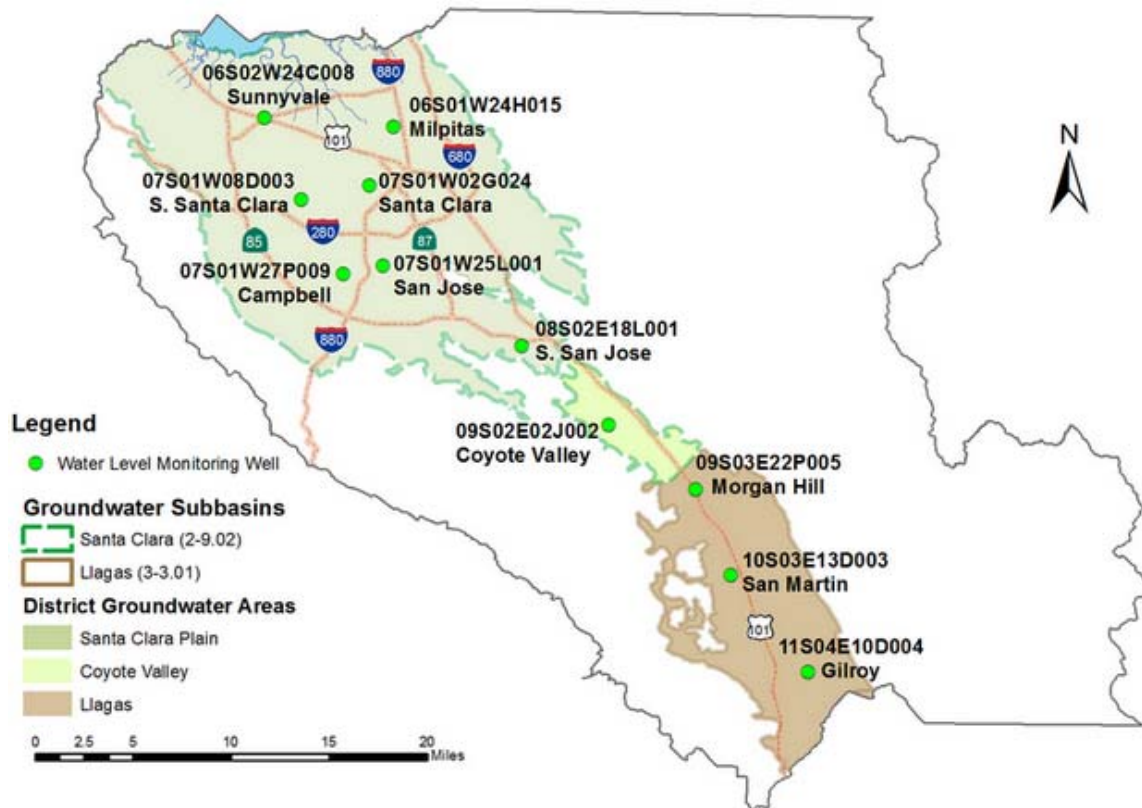 06S02W24C008
Sunnyvale
880
06S01W24H015
Milpitas
101
680
07S01W08D003
S. Santa Clara
07S01W02G024
Santa Clara
85
280
87
07S01W27P009
Campbell
07S01W25L001
San Jose
880
08S02E18L001
S. San Jose
09S02E02J002
Coyote Valley
09S03E22P005
Morgan Hill
10S03E13D003
San Martin
101
11S04E10D004
Gilroy
N
Legend
Water Level Monitoring Well
Groundwater Subbasins
Santa Clara (2-9.02)
Llagas (3-3.01)
District Groundwater Areas
Santa Clara Plain
Coyote Valley
Llagas
0 2.5 5 10 15 20
Miles